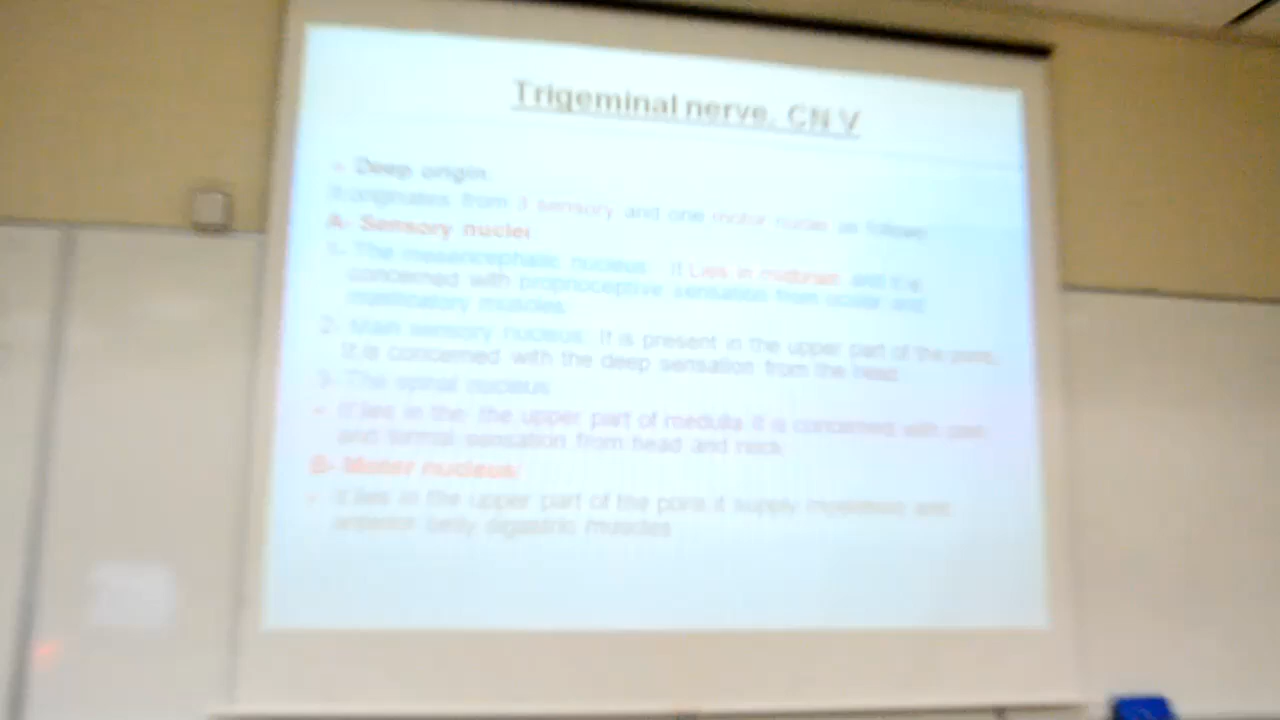 Trigeminal nerve. CN V
• Deep origin
It originates from 3 sensory and one motor nuclei as follows
A- Sensory nuclei
1- The mesencephalic nucleus: It Lies in midbrain and it is
concerned with proprioceptive sensation from ocular and
masticatory muscles.
2- Main sensory nucleus: It is present in the upper part of the pons,
It is concerned with the deep sensation from the head
3- The spinal nucleus
• It lies in the the upper part of medulla It is concerned with pain
and sensation from head and neck
B- Motor nucleus:
• It lies in the upper part of the pons it supply and
anterior belly digastric muscles